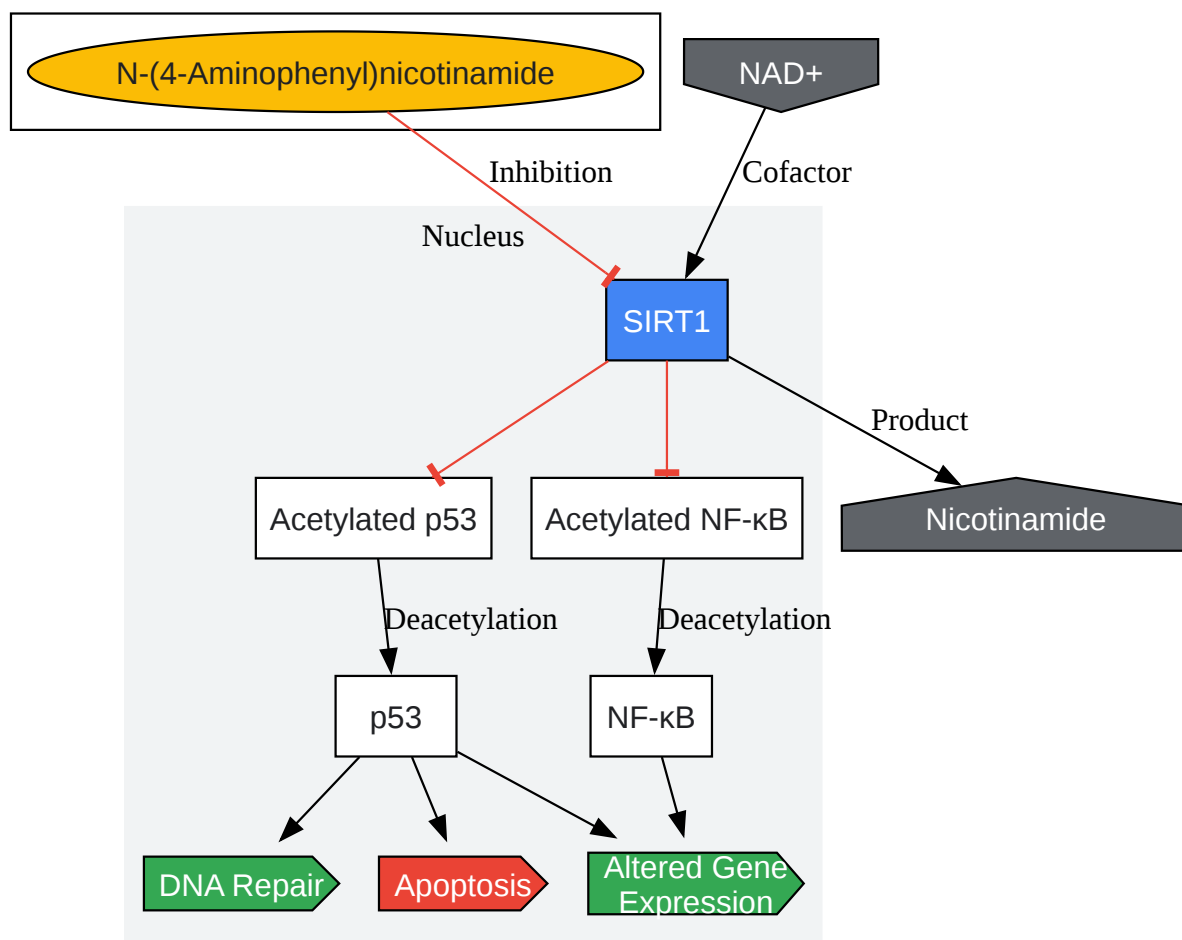 N-(4-Aminophenyl)nicotinamide
NAD+
Inhibition
Cofactor
Nucleus
SIRT1
Product
Acetylated p53
Acetylated NF-κB
Nicotinamide
Deacetylation
Deacetylation
p53
NF-κB
DNA Repair
Apoptosis
Altered Gene
Expression